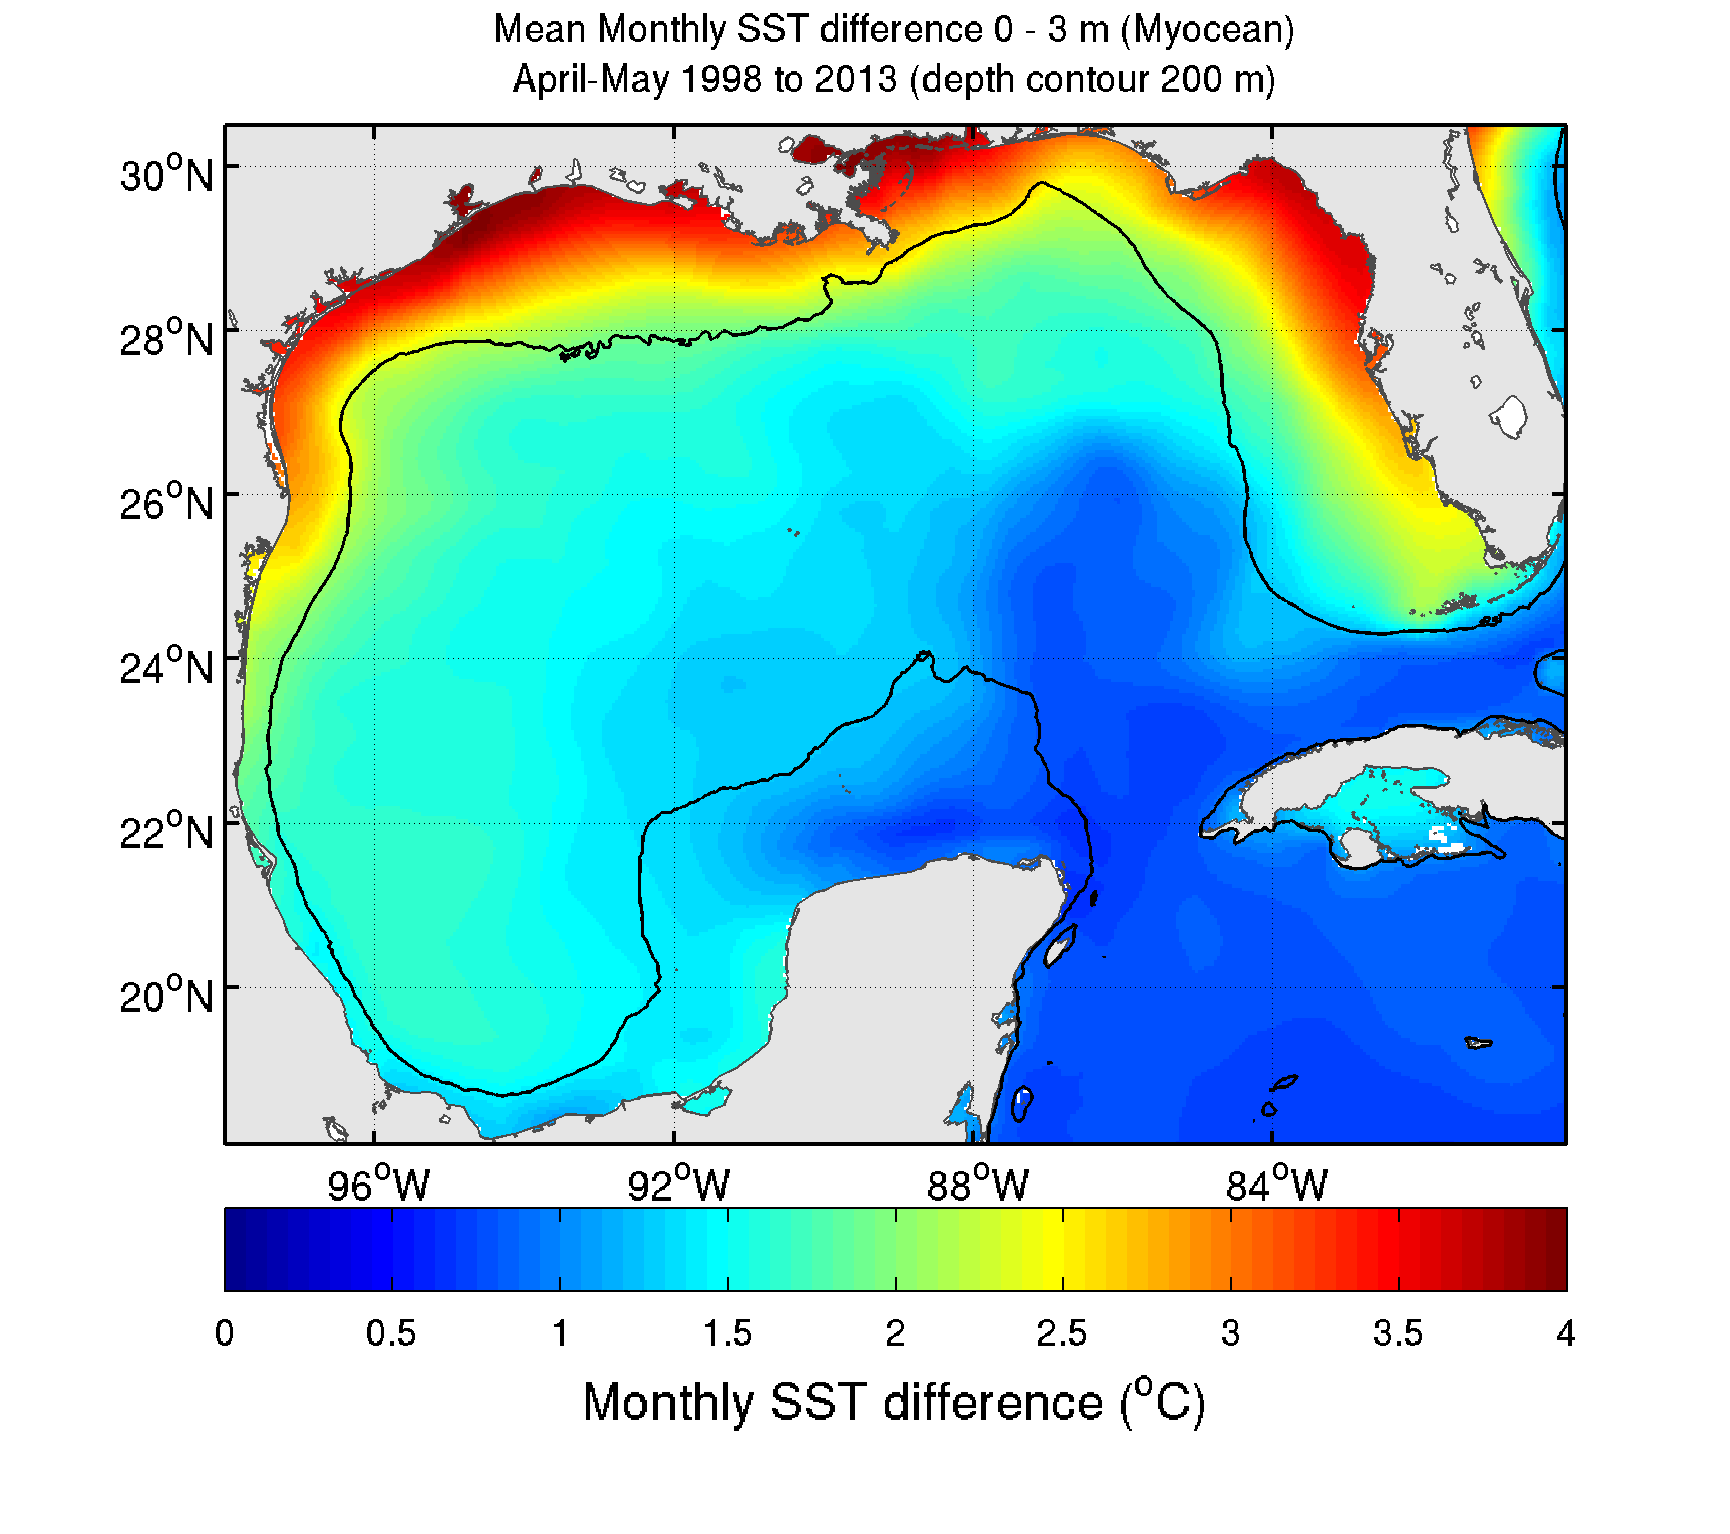 Mean Monthly SST difference 0 - 3 m (Myocean)
April-May 1998 to 2013 (depth contour 200 m)
30°N
28°N
26°N
24°N
22°N
20°N
96°W 92°W 88°W 84°W
0 0.5 1 1.5 2 2.5 3 3.5 4
Monthly SST difference (°C)